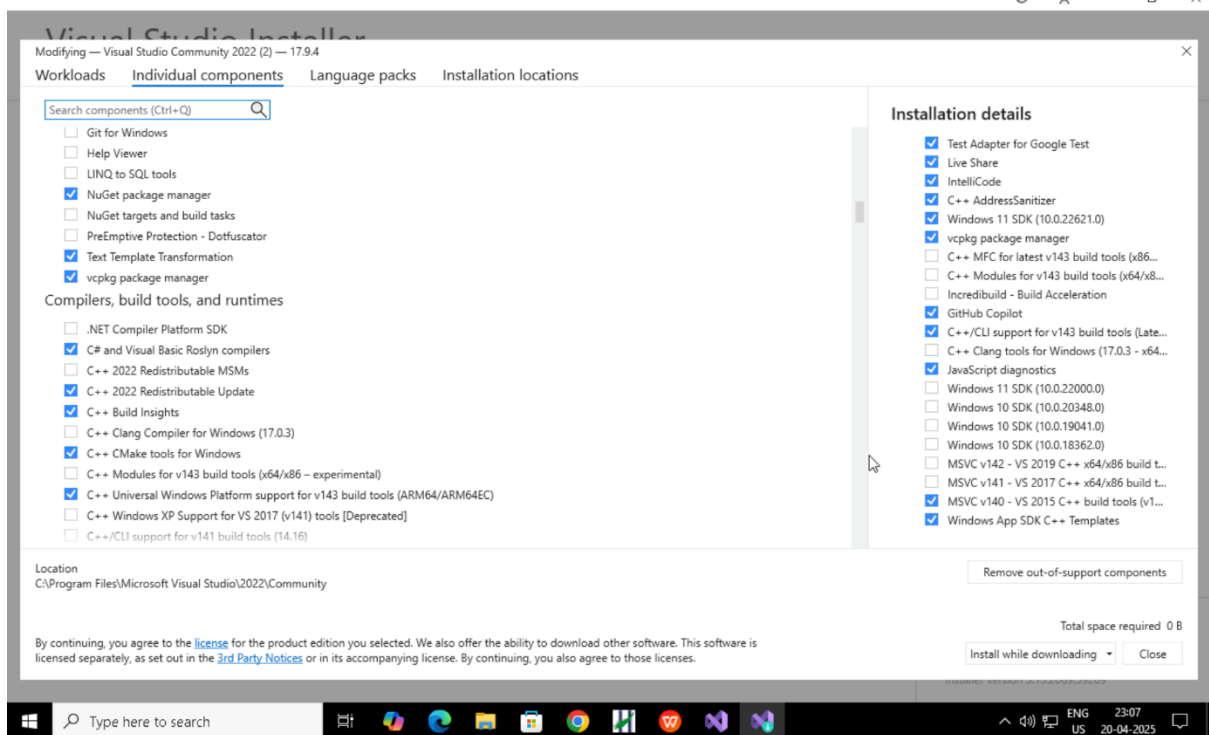 Visual Studio Installer
Modifying — Visual Studio Community 2022 (2) — 17.9.4
Workloads Individual components Language packs Installation locations
Search components (Ctrl+Q)
Git for Windows
Help Viewer
LINQ to SQL tools
NuGet package manager
NuGet targets and build tasks
PreEmptive Protection - Dotfuscator
Text Template Transformation
vcpkg package manager
Compilers, build tools, and runtimes
.NET Compiler Platform SDK
C# and Visual Basic Roslyn compilers
C++ 2022 Redistributable MSMs
C++ 2022 Redistributable Update
C++ Build Insights
C++ Clang Compiler for Windows (17.0.3)
C++ CMake tools for Windows
C++ Modules for v143 build tools (x64/x86 – experimental)
C++ Universal Windows Platform support for v143 build tools (ARM64/ARM64EC)
C++ Windows XP Support for VS 2017 (v141) tools [Deprecated]
C++/CLI support for v141 build tools (14.16)
Installation details
Test Adapter for Google Test
Live Share
IntelliCode
C++ AddressSanitizer
Windows 11 SDK (10.0.22621.0)
vcpkg package manager
C++ MFC for latest v143 build tools (x86...
C++ Modules for v143 build tools (x64/x8...
Incredibuild - Build Acceleration
GitHub Copilot
C++/CLI support for v143 build tools (Late...
C++ Clang tools for Windows (17.0.3 - x64...
JavaScript diagnostics
Windows 11 SDK (10.0.22000.0)
Windows 10 SDK (10.0.20348.0)
Windows 10 SDK (10.0.19041.0)
Windows 10 SDK (10.0.18362.0)
MSVC v142 - VS 2019 C++ x64/x86 build t...
MSVC v141 - VS 2017 C++ x64/x86 build t...
MSVC v140 - VS 2015 C++ build tools (v1...
Windows App SDK C++ Templates
Location
C:\Program Files\Microsoft Visual Studio\2022\Community
Remove out-of-support components
Total space required 0 B
By continuing, you agree to the license for the product edition you selected. We also offer the ability to download other software. This software is
licensed separately, as set out in the 3rd Party Notices or in its accompanying license. By continuing, you also agree to those licenses.
Install while downloading Close
Type here to search
ENG
US
23:07
20-04-2025